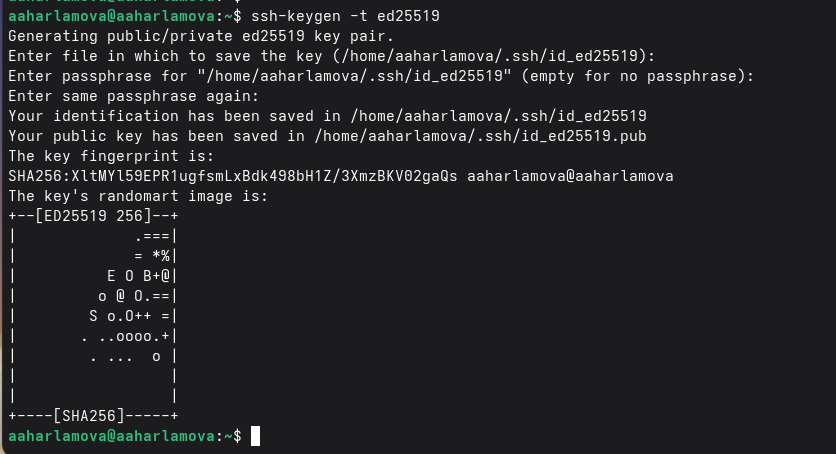 aaharlamova@aaharlamova:~$ ssh-keygen -t ed25519
Generating public/private ed25519 key pair.
Enter file in which to save the key (/home/aaharlamova/.ssh/id_ed25519):
Enter passphrase for "/home/aaharlamova/.ssh/id_ed25519" (empty for no passphrase):
Enter same passphrase again:
Your identification has been saved in /home/aaharlamova/.ssh/id_ed25519
Your public key has been saved in /home/aaharlamova/.ssh/id_ed25519.pub
The key fingerprint is:
SHA256:XltMYl59EPR1ugfsmLxBdk498bH1Z/3XmzBKV02gaQs aaharlamova@aaharlamova
The key's randomart image is:
+--[ED25519 256]--+
|             .===|
|             = *%|
|          E O B+@|
|         o @ O.==|
|        S o.O++ =|
|       . ..oooo.+|
|        . ...  o |
|                 |
|                 |
+----[SHA256]-----+
aaharlamova@aaharlamova:~$